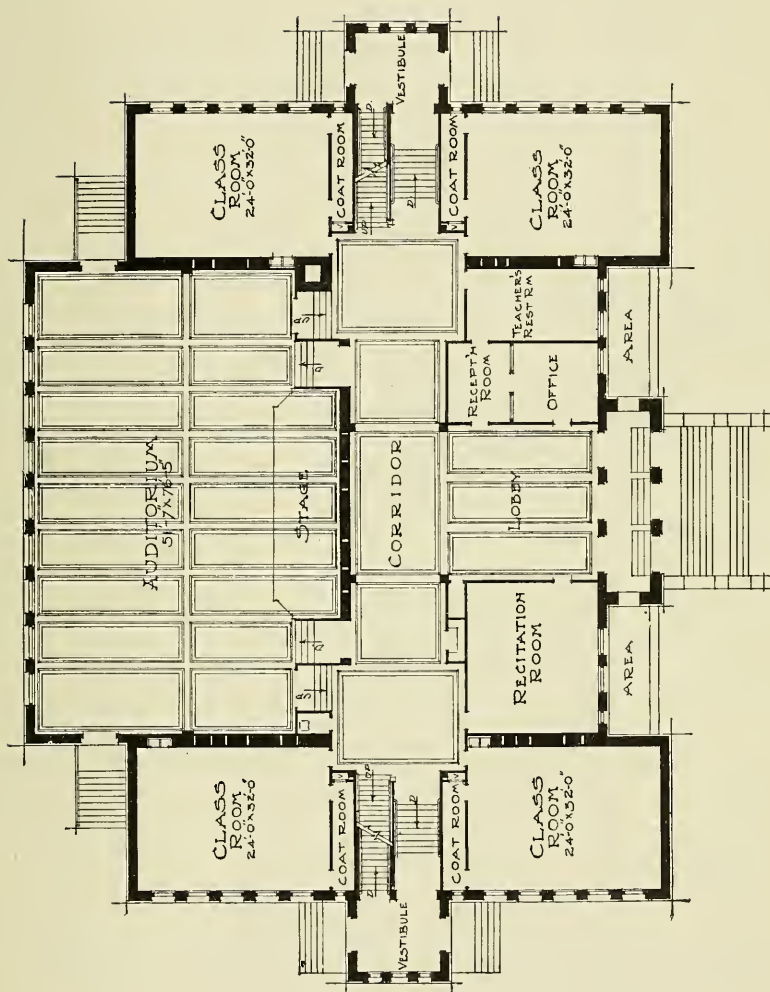 AUDITORIUM
51'-7"X76'-5"
CLASS
ROOM
24'-0"X32'-0"
CLASS
ROOM
24'-0"X32'-0"
STAGE
COAT ROOM
V
COAT ROOM
V
D
UP
UP
D
VESTIBULE
CORRIDOR
VESTIBULE
D
D
COAT ROOM
V
COAT ROOM
V
RECEPT'N
ROOM
TEACHER'S
REST RM
CLASS
ROOM
24'-0"X32'-0"
RECITATION
ROOM
LOBBY
OFFICE
CLASS
ROOM
24'-0"X32'-0"
AREA
AREA